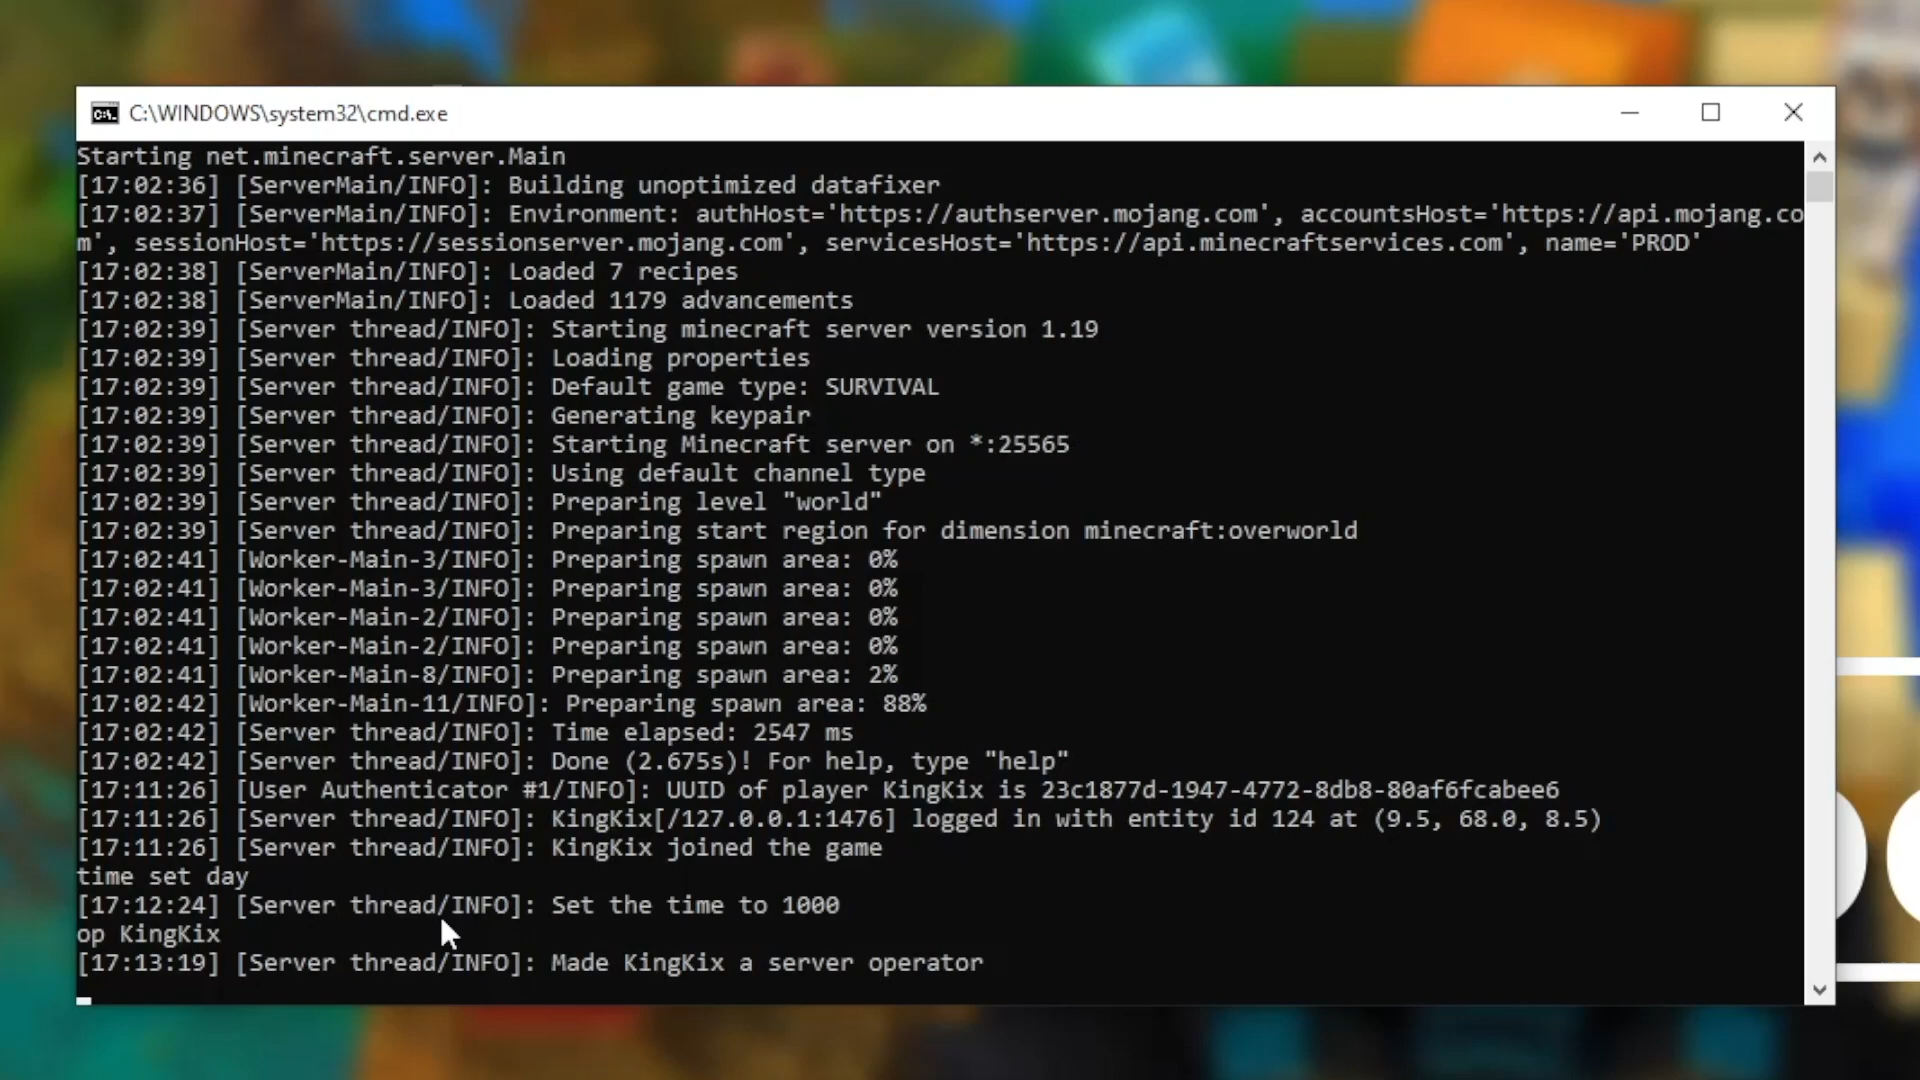 C:\WINDOWS\system32\cmd.exe
Starting net.minecraft.server.Main
[17:02:36] [ServerMain/INFO]: Building unoptimized datafixer
[17:02:37] [ServerMain/INFO]: Environment: authHost='https://authserver.mojang.com', accountsHost='https://api.mojang.co
m', sessionHost='https://sessionserver.mojang.com', servicesHost='https://api.minecraftservices.com', name='PROD'
[17:02:38] [ServerMain/INFO]: Loaded 7 recipes
[17:02:38] [ServerMain/INFO]: Loaded 1179 advancements
[17:02:39] [Server thread/INFO]: Starting minecraft server version 1.19
[17:02:39] [Server thread/INFO]: Loading properties
[17:02:39] [Server thread/INFO]: Default game type: SURVIVAL
[17:02:39] [Server thread/INFO]: Generating keypair
[17:02:39] [Server thread/INFO]: Starting Minecraft server on *:25565
[17:02:39] [Server thread/INFO]: Using default channel type
[17:02:39] [Server thread/INFO]: Preparing level "world"
[17:02:39] [Server thread/INFO]: Preparing start region for dimension minecraft:overworld
[17:02:41] [Worker-Main-3/INFO]: Preparing spawn area: 0%
[17:02:41] [Worker-Main-3/INFO]: Preparing spawn area: 0%
[17:02:41] [Worker-Main-2/INFO]: Preparing spawn area: 0%
[17:02:41] [Worker-Main-2/INFO]: Preparing spawn area: 0%
[17:02:41] [Worker-Main-8/INFO]: Preparing spawn area: 2%
[17:02:42] [Worker-Main-11/INFO]: Preparing spawn area: 88%
[17:02:42] [Server thread/INFO]: Time elapsed: 2547 ms
[17:02:42] [Server thread/INFO]: Done (2.675s)! For help, type "help"
[17:11:26] [User Authenticator #1/INFO]: UUID of player KingKix is 23c1877d-1947-4772-8db8-80af6fcabee6
[17:11:26] [Server thread/INFO]: KingKix[/127.0.0.1:1476] logged in with entity id 124 at (9.5, 68.0, 8.5)
[17:11:26] [Server thread/INFO]: KingKix joined the game
time set day
[17:12:24] [Server thread/INFO]: Set the time to 1000
op KingKix
[17:13:19] [Server thread/INFO]: Made KingKix a server operator